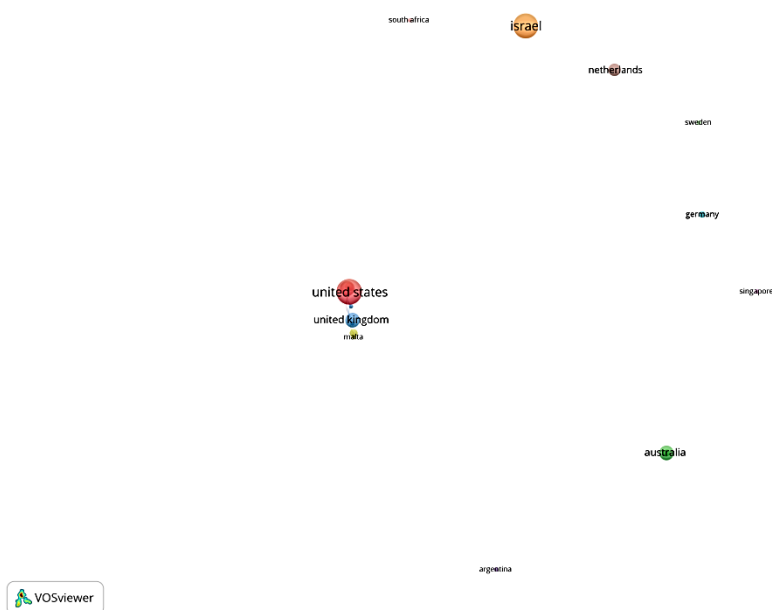 south africa
israel
netherlands
sweden
germany
united states
singapore
united kingdom
malta
australia
argentina
VOSviewer